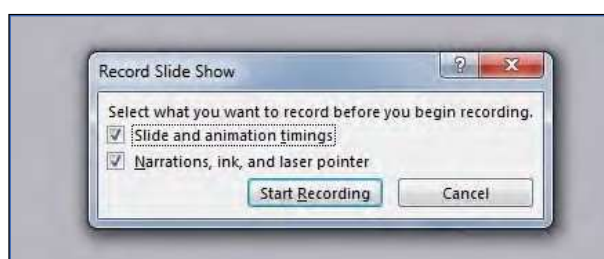 Record Slide Show
Select what you want to record before you begin recording.
Slide and animation timings
Narrations, ink, and laser pointer
Start Recording Cancel